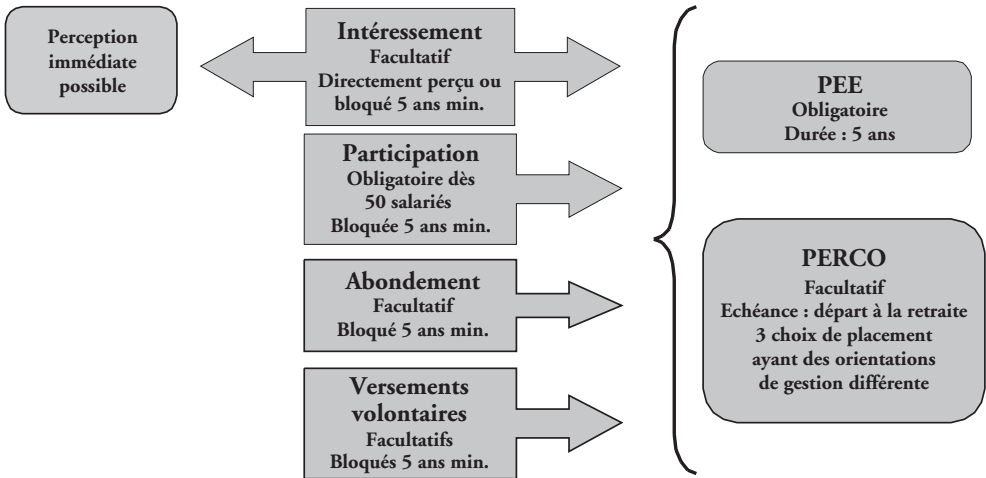 Perception
immédiate
possible
Intéressement
Facultatif
Directement perçu ou
bloqué 5 ans min.
Participation
Obligatoire dès
50 salariés
Bloquée 5 ans min.
Abondement
Facultatif
Bloqué 5 ans min.
Versements
volontaires
Facultatifs
Bloqués 5 ans min.
PEE
Obligatoire
Durée : 5 ans
PERCO
Facultatif
Echéance : départ à la retraite
3 choix de placement
ayant des orientations
de gestion différente